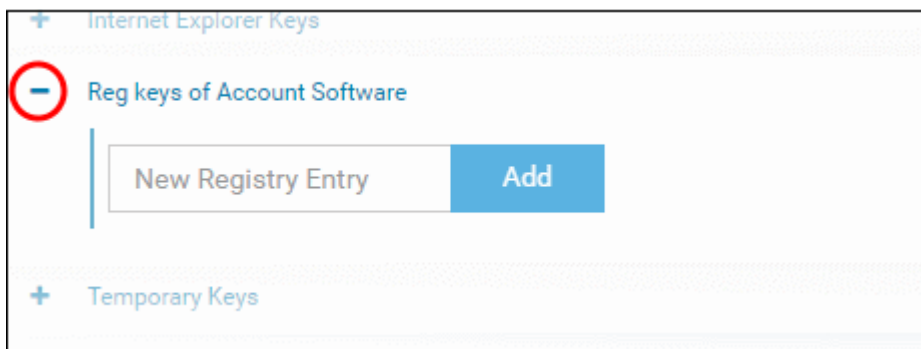 + Internet Explorer Keys
− Reg keys of Account Software
New Registry Entry Add
+ Temporary Keys